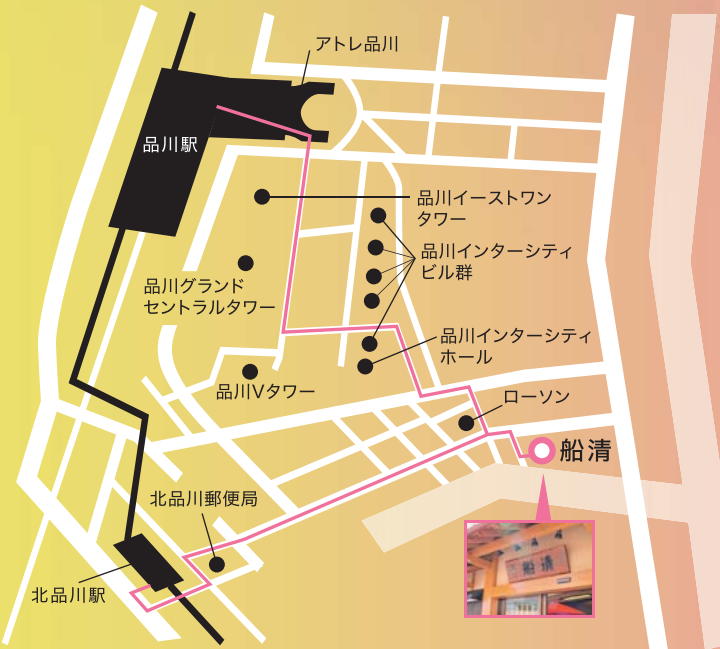 アトレ品川
品川駅
品川イーストワン
タワー
品川インターシティ
ビル群
品川グランド
セントラルタワー
品川インターシティ
ホール
品川Vタワー
ローソン
船清
北品川郵便局
船清
北品川駅